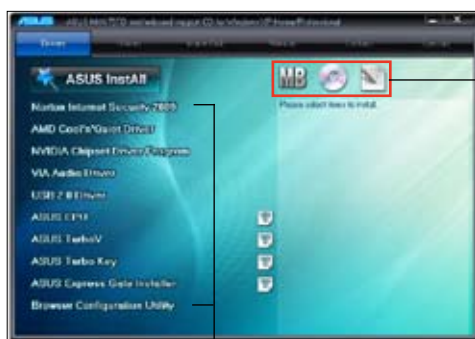 ASUS
ASUS InstAll
MB
Please select items to install.
Norton Internet Security 2009
AMD Cool'n'Quiet Driver
NVIDIA Chipset Driver Program
VIA Audio Driver
USB 2.0 Driver
ASUS EPU
ASUS TurboV
ASUS Turbo Key
ASUS Express Gate Installer
Browser Configuration Utility